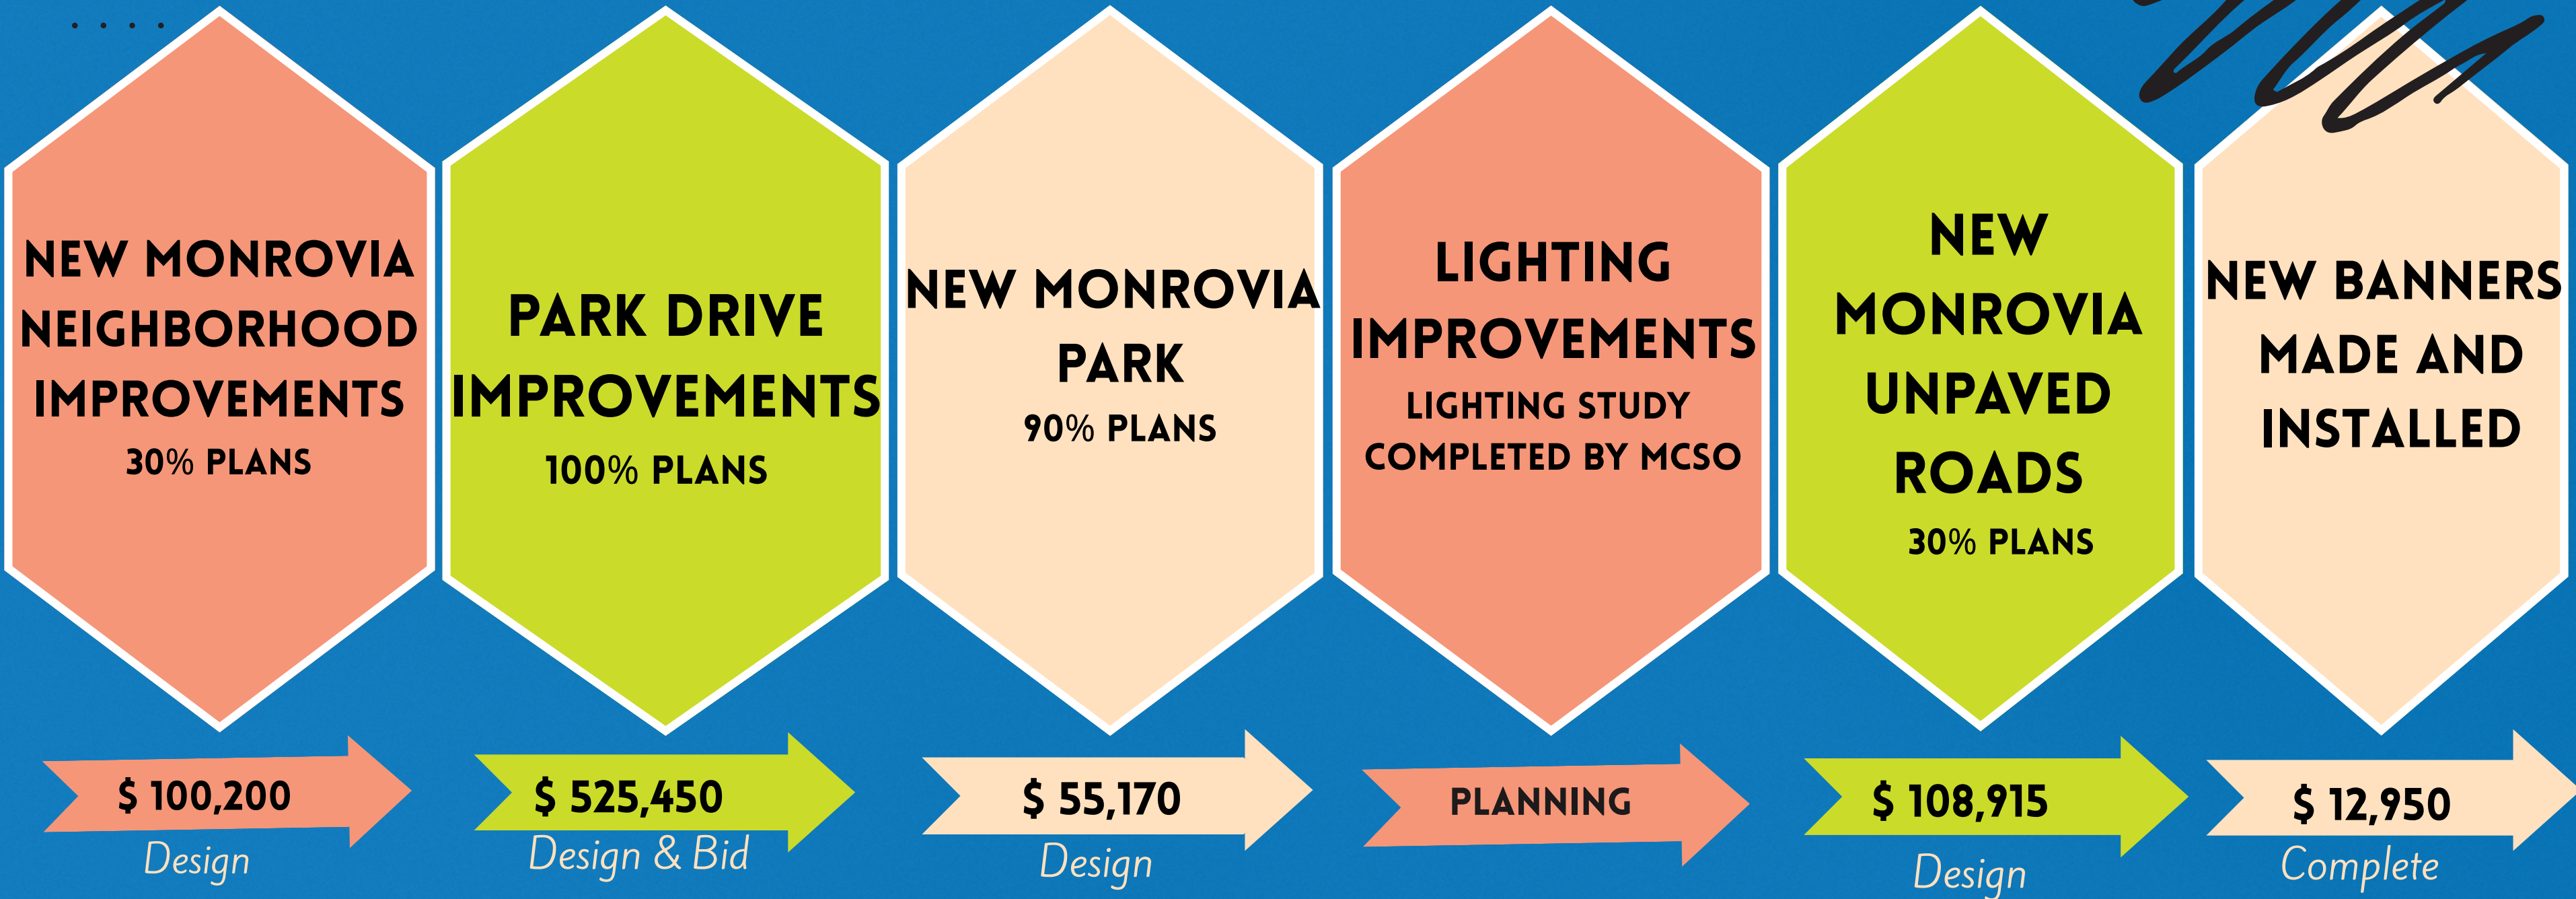 NEW MONROVIA
NEIGHBORHOOD
IMPROVEMENTS
30% PLANS
$ 100,200
Design
PARK DRIVE
IMPROVEMENTS
100% PLANS
$ 525,450
Design & Bid
NEW MONROVIA
PARK
90% PLANS
$ 55,170
Design
LIGHTING
IMPROVEMENTS
LIGHTING STUDY
COMPLETED BY MCSO
PLANNING
NEW
MONROVIA
UNPAVED
ROADS
30% PLANS
$ 108,915
Design
NEW BANNERS
MADE AND
INSTALLED
$ 12,950
Complete